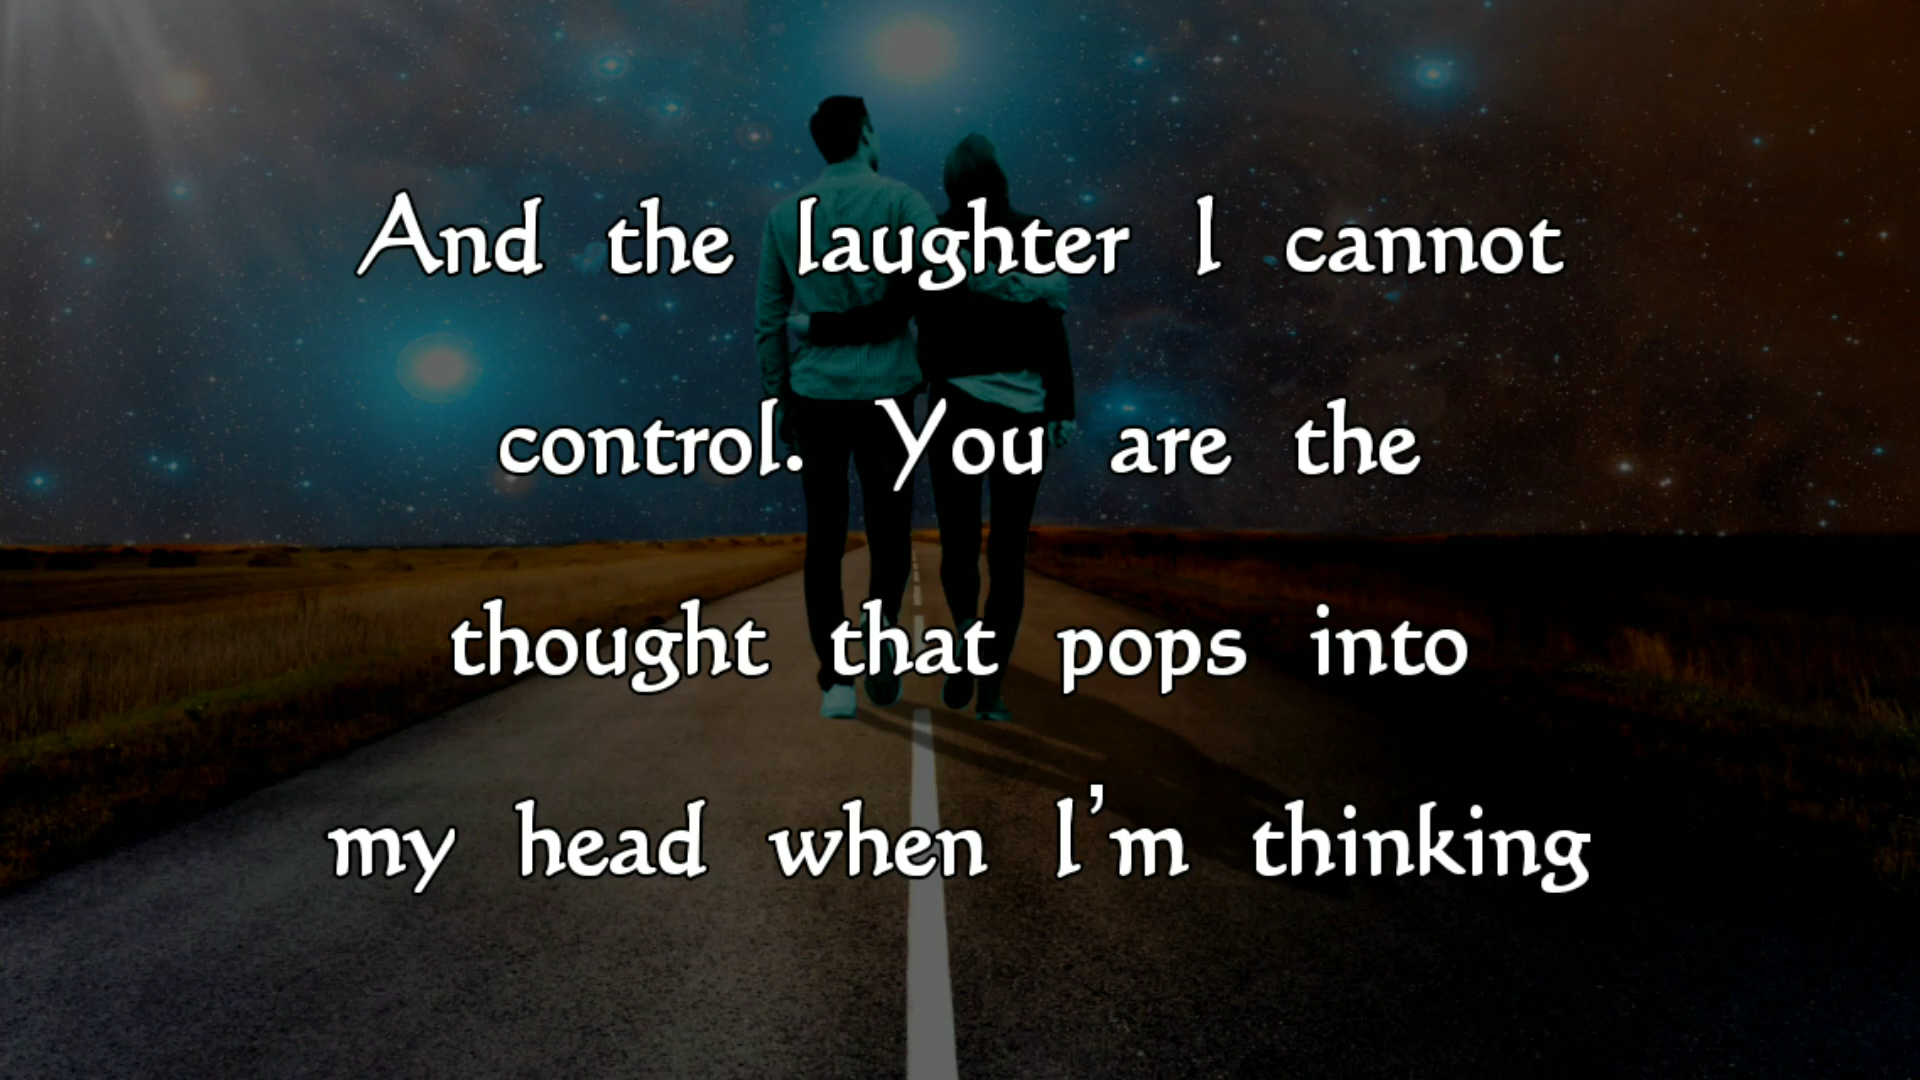 And the laughter I cannot
control. You are the
thought that pops into
my head when I'm thinking